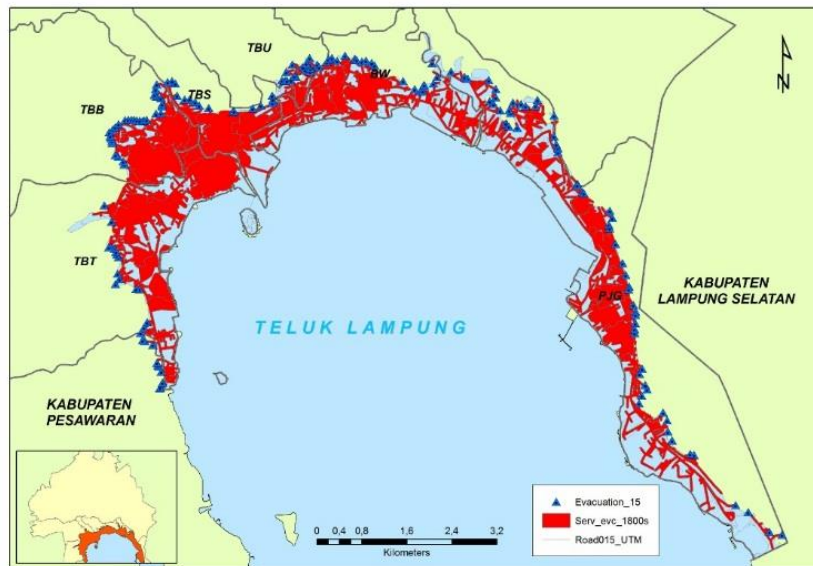 TBU
BW
TBS
TBB
TBT
PJG
KABUPATEN
LAMPUNG SELATAN
TELUK LAMPUNG
KABUPATEN
PESAWARAN
N
0 0,4 0,8 1,6 2,4 3,2
Kilometers
Evacuation_15
Serv_evc_1800s
Road015_UTM